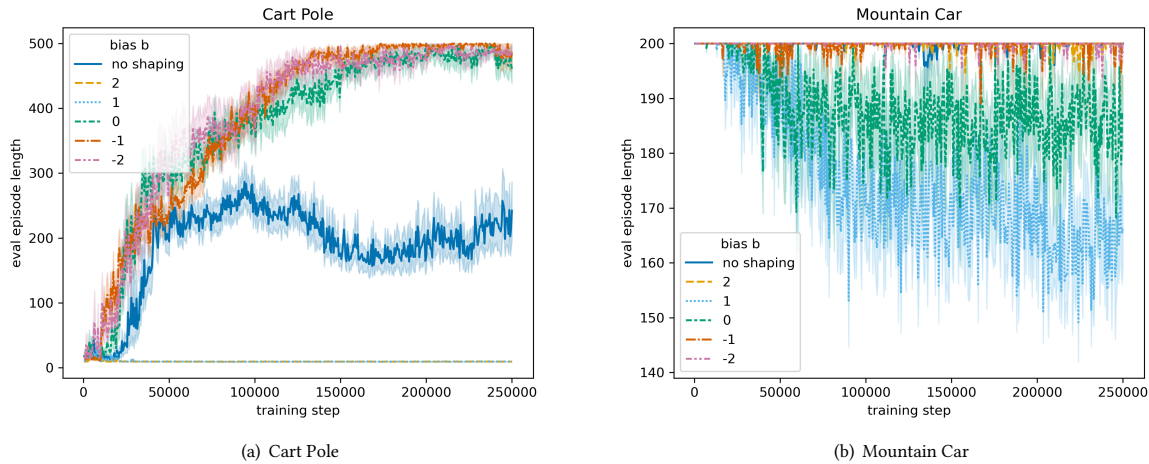 Cart Pole
500
400
300
200
100
0
eval episode length
bias b
no shaping
2
1
0
-1
-2
0
50000
100000
150000
200000
250000
training step
(a) Cart Pole
Mountain Car
200
190
180
170
160
150
140
eval episode length
bias b
no shaping
2
1
0
-1
-2
0
50000
100000
150000
200000
250000
training step
(b) Mountain Car